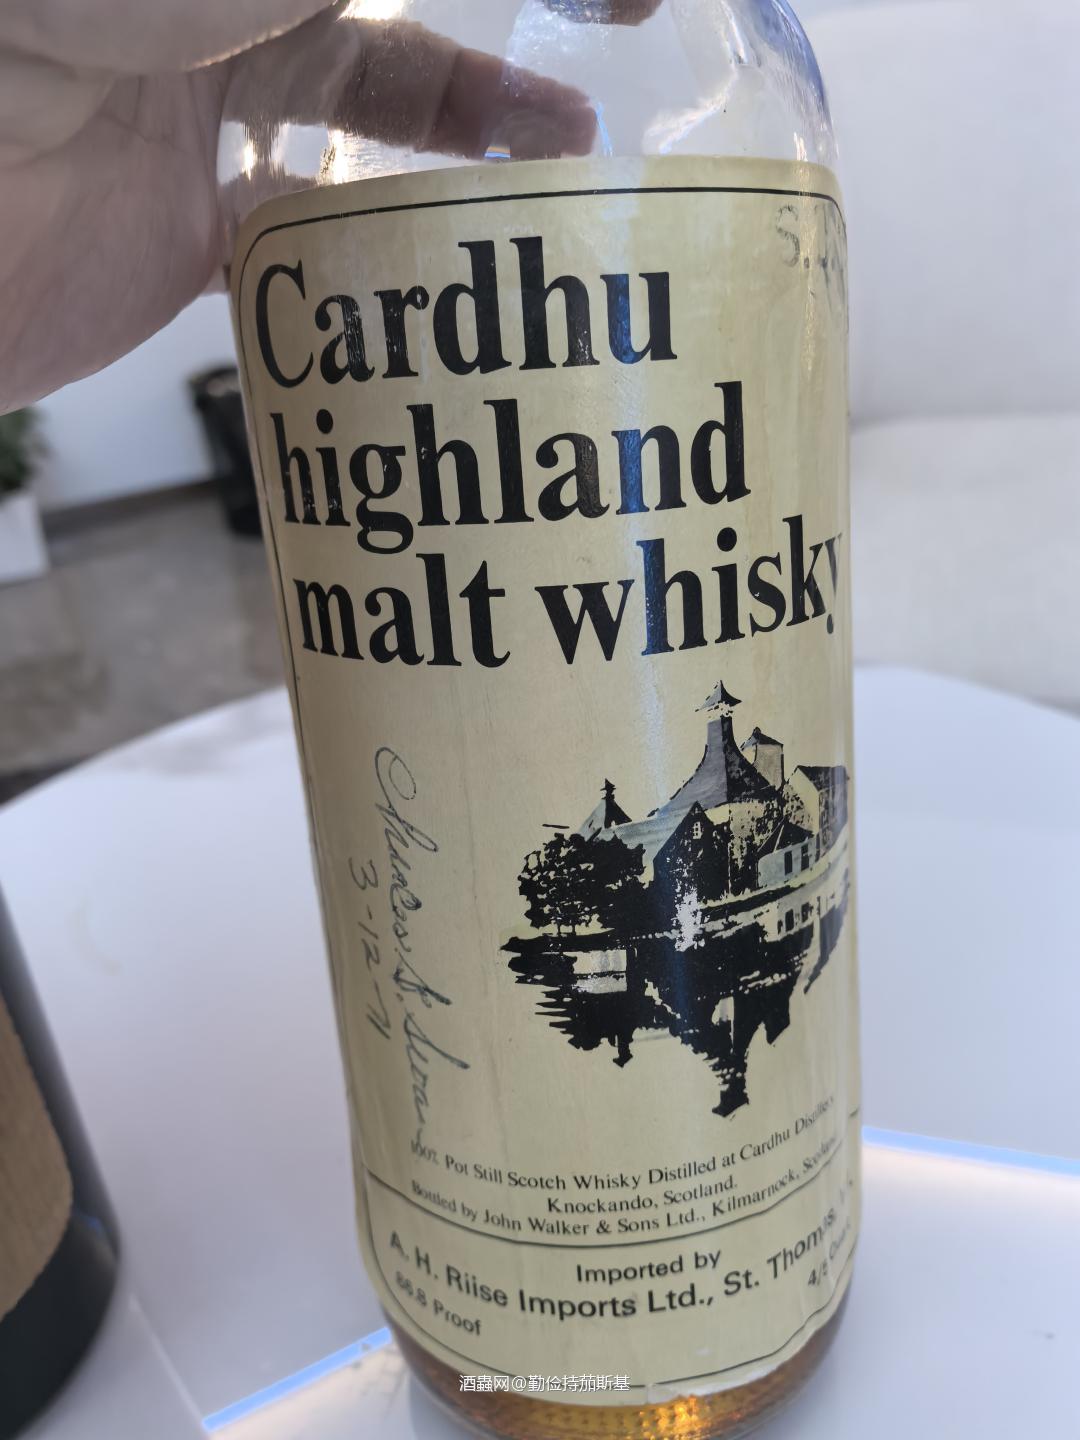 Cardhu
highland
malt whisky
3-12-71
100% Pot Still Scotch Whisky Distilled at Cardhu Distillery
Knockando, Scotland.
Bottled by John Walker & Sons Ltd., Kilmarnock, Scotland
Imported by
A. H. Riise Imports Ltd., St. Thomas,
86.8 Proof
4/5
酒蟲网@勤俭持茄斯基